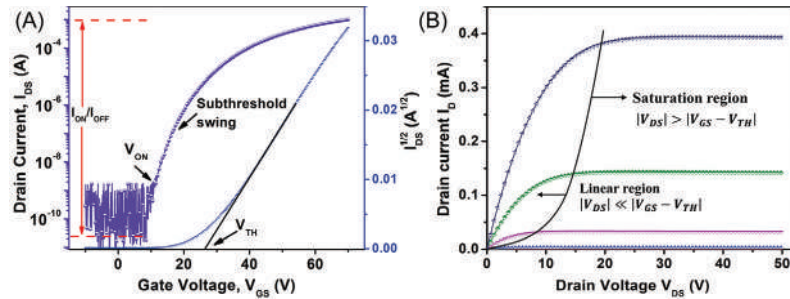 (A)
10⁻⁴
10⁻⁶
10⁻⁸
10⁻¹⁰
Drain Current, I_DS (A)
I_ON/I_OFF
V_ON
Subthreshold
swing
V_TH
0.03
0.02
0.01
0.00
I_DS^1/2 (A^1/2)
0 20 40 60
Gate Voltage, V_GS (V)
(B)
0.4
0.3
0.2
0.1
0.0
Drain current I_D (mA)
Saturation region
|V_DS| > |V_GS − V_TH|
Linear region
|V_DS| ≪ |V_GS − V_TH|
0 10 20 30 40 50
Drain Voltage V_DS (V)